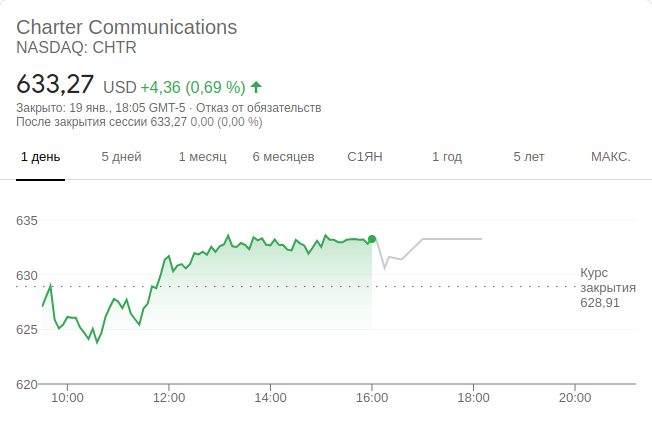 Charter Communications
NASDAQ: CHTR
633,27 USD +4,36 (0,69 %)
Закрыто: 19 янв., 18:05 GMT-5 · Отказ от обязательств
После закрытия сессии 633,27 0,00 (0,00 %)
1 день 5 дней 1 месяц 6 месяцев С1ЯН 1 год 5 лет МАКС.
635
630
Курс
закрытия
628,91
625
620
10:00 12:00 14:00 16:00 18:00 20:00